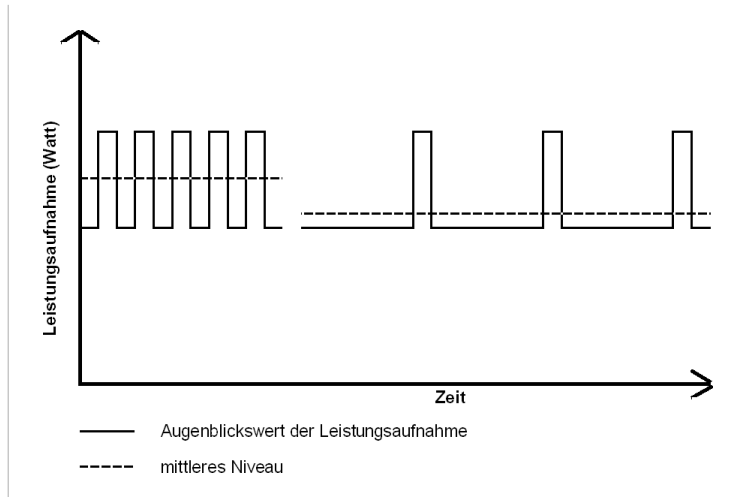 Leistungsaufnahme (Watt)
Zeit
Augenblickswert der Leistungsaufnahme
mittleres Niveau